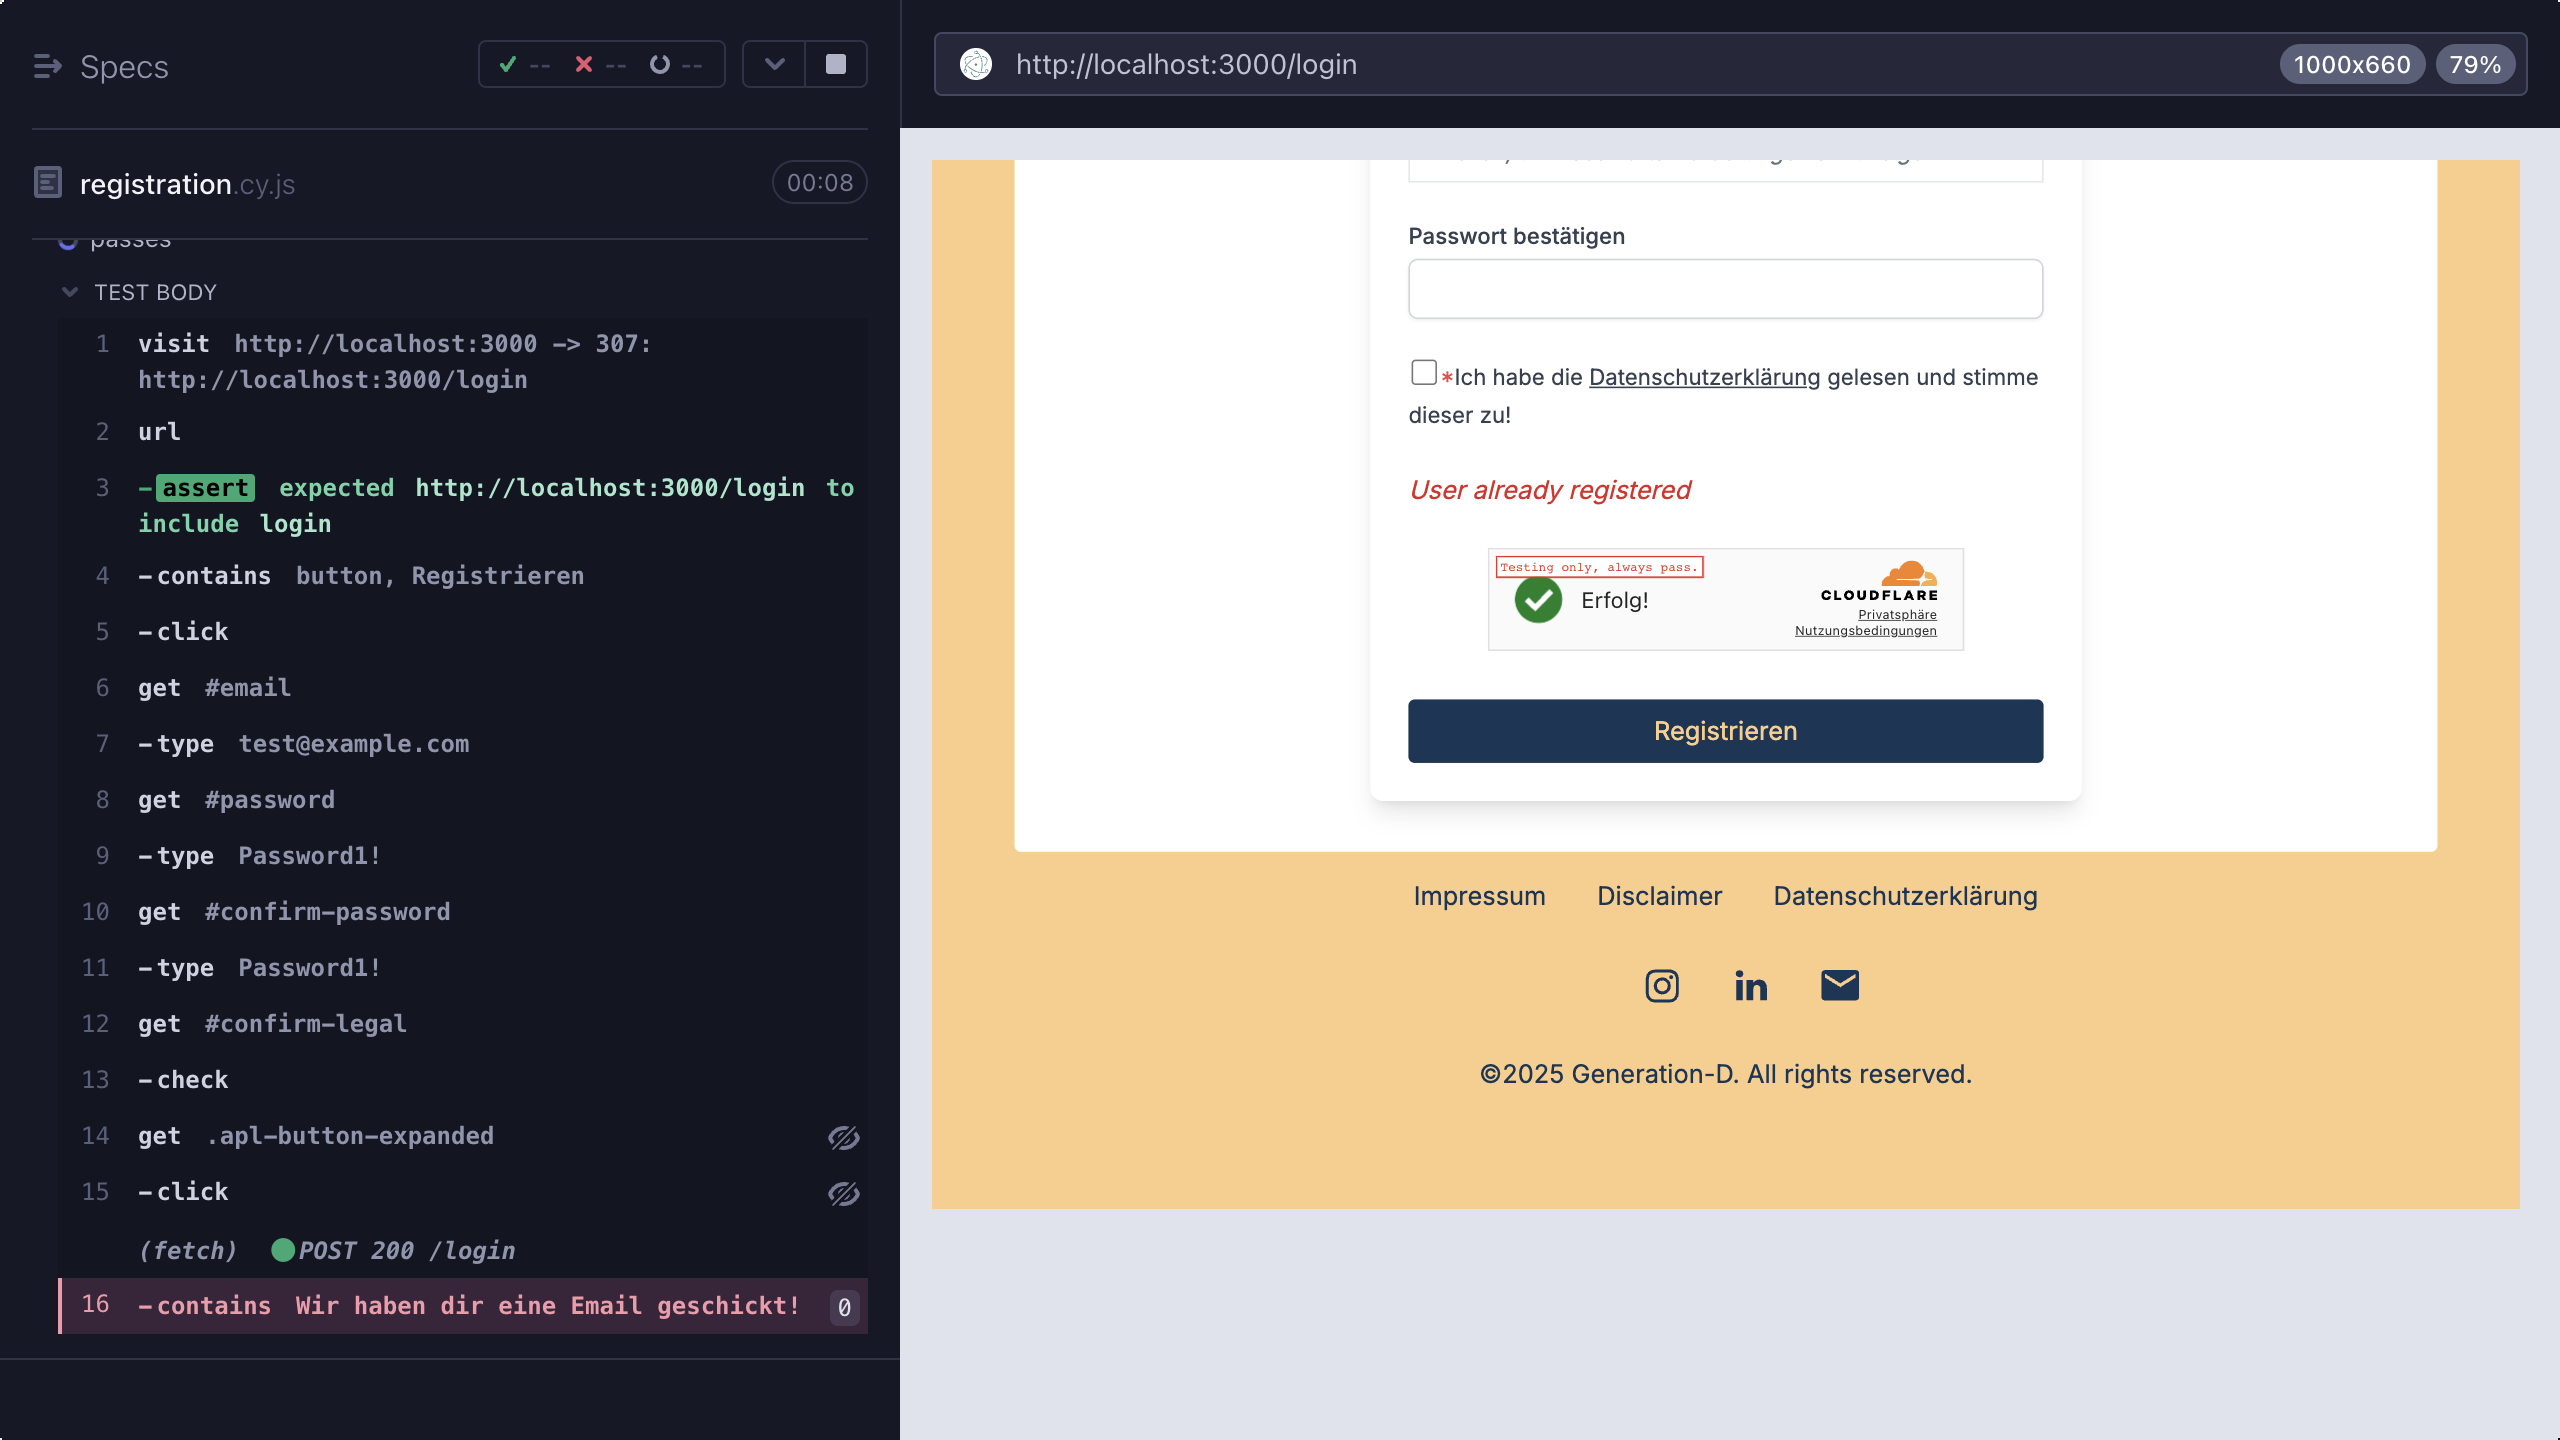 Specs
--
--
--
registration.cy.js
00:08
passes
TEST BODY
1 visit http://localhost:3000 -> 307:
http://localhost:3000/login
2 url
3 -assert expected http://localhost:3000/login to
include login
4 -contains button, Registrieren
5 -click
6 get #email
7 -type test@example.com
8 get #password
9 -type Password1!
10 get #confirm-password
11 -type Password1!
12 get #confirm-legal
13 -check
14 get .apl-button-expanded
15 -click
(fetch) POST 200 /login
16 -contains Wir haben dir eine Email geschickt! 0
http://localhost:3000/login
1000x660
79%
Passwort bestätigen
*Ich habe die Datenschutzerklärung gelesen und stimme
dieser zu!
User already registered
Testing only, always pass.
Erfolg!
CLOUDFLARE
Privatsphäre
Nutzungsbedingungen
Registrieren
Impressum Disclaimer Datenschutzerklärung
in
©2025 Generation-D. All rights reserved.